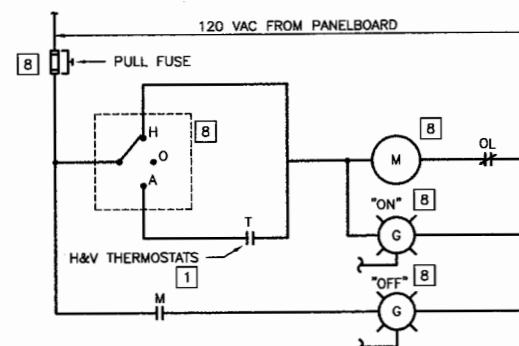 120 VAC FROM PANELBOARD
8
PULL FUSE
H
8
O
A
8
M
OL
"ON"
8
G
T
H&V THERMOSTATS
1
"OFF"
8
M
G